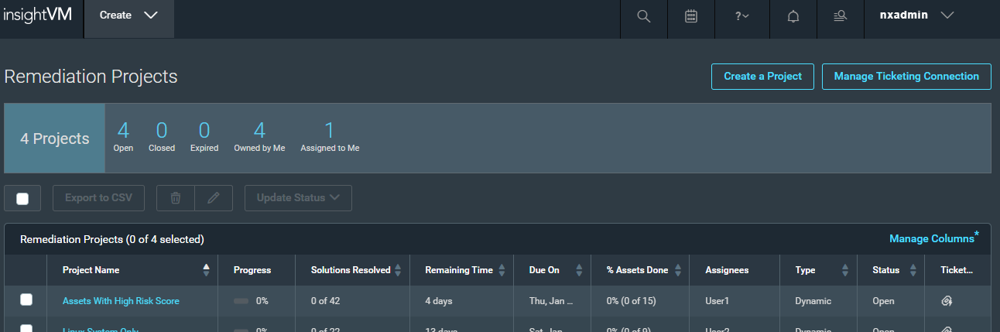 insightVM Create ? nxadmin
Remediation Projects Create a Project Manage Ticketing Connection
4 Projects 4 0 0 4 1
Open Closed Expired Owned by Me Assigned to Me
Export to CSV Update Status
Remediation Projects (0 of 4 selected) Manage Columns*
Project Name Progress Solutions Resolved Remaining Time Due On % Assets Done Assignees Type Status Ticket...
Assets With High Risk Score 0% 0 of 42 4 days Thu, Jan ... 0% (0 of 15) User1 Dynamic Open
Linux System Only 0% 0 of 22 13 days Sat, Jan 0% (0 of 9) User2 Dynamic Open